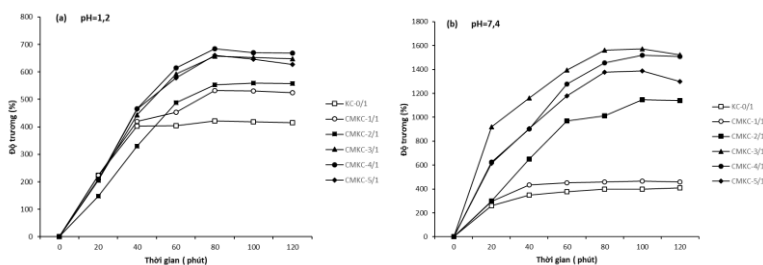 (a) pH=1,2
Độ trương (%)
800
700
600
500
400
300
200
100
0
0 20 40 60 80 100 120
Thời gian ( phút)
KC-0/1
CMKC-1/1
CMKC-2/1
CMKC-3/1
CMKC-4/1
CMKC-5/1
(b) pH=7,4
Độ trương (%)
1800
1600
1400
1200
1000
800
600
400
200
0
0 20 40 60 80 100 120
Thời gian (phút)
KC-0/1
CMKC-1/1
CMKC-2/1
CMKC-3/1
CMKC-4/1
CMKC-5/1